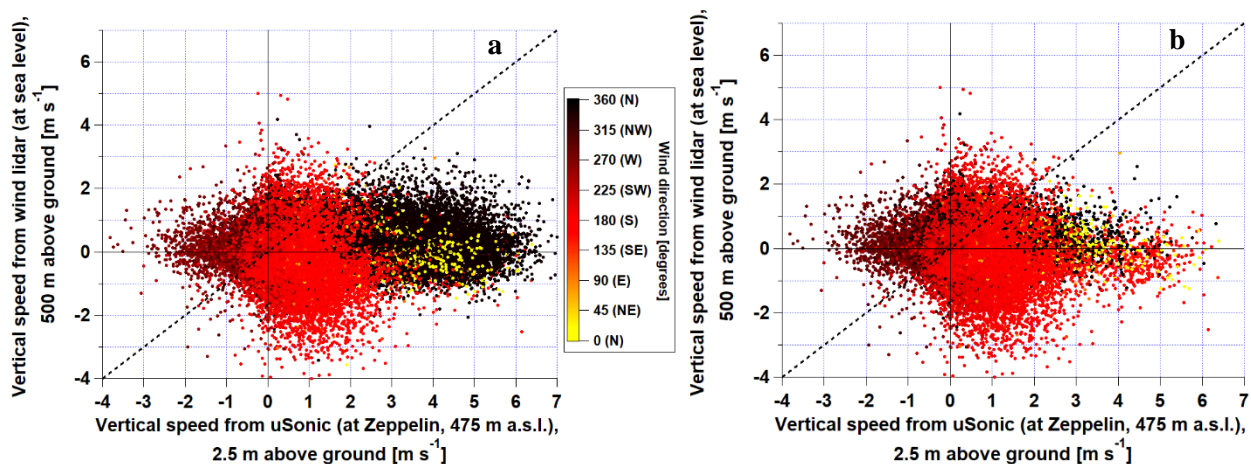 a
Vertical speed from wind lidar (at sea level),
500 m above ground [m s⁻¹]
6
4
2
0
-2
-4
-4 -3 -2 -1 0 1 2 3 4 5 6 7
Vertical speed from uSonic (at Zeppelin, 475 m a.s.l.),
2.5 m above ground [m s⁻¹]
360 (N)
315 (NW)
270 (W)
225 (SW)
180 (S)
135 (SE)
90 (E)
45 (NE)
0 (N)
Wind direction [degrees]
b
Vertical speed from wind lidar (at sea level),
500 m above ground [m s⁻¹]
6
4
2
0
-2
-4
-4 -3 -2 -1 0 1 2 3 4 5 6 7
Vertical speed from uSonic (at Zeppelin, 475 m a.s.l.),
2.5 m above ground [m s⁻¹]